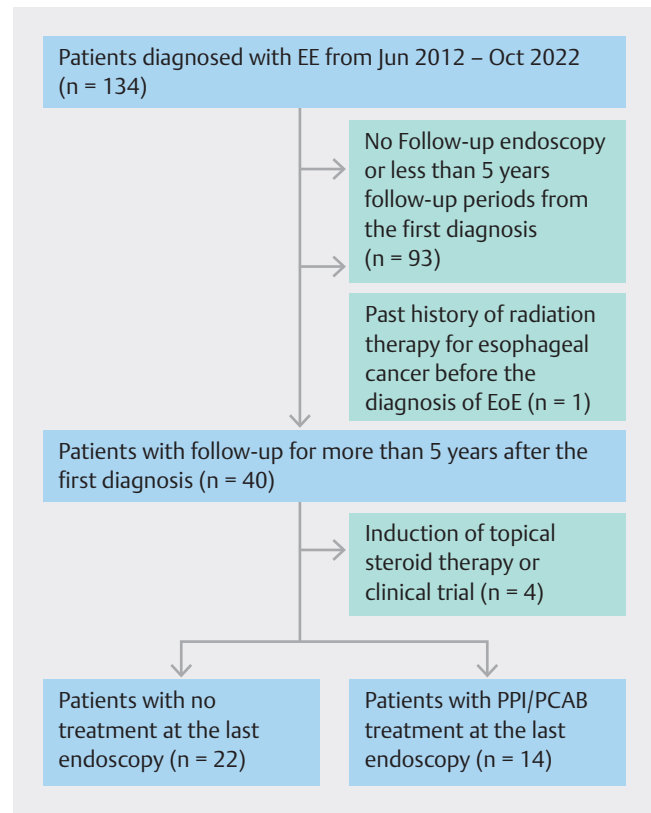 Patients diagnosed with EE from Jun 2012 – Oct 2022
(n = 134)
No Follow-up endoscopy
or less than 5 years
follow-up periods from
the first diagnosis
(n = 93)
Past history of radiation
therapy for esophageal
cancer before the
diagnosis of EoE (n = 1)
Patients with follow-up for more than 5 years after the
first diagnosis (n = 40)
Induction of topical
steroid therapy or
clinical trial (n = 4)
Patients with no
treatment at the last
endoscopy (n = 22)
Patients with PPI/PCAB
treatment at the last
endoscopy (n = 14)